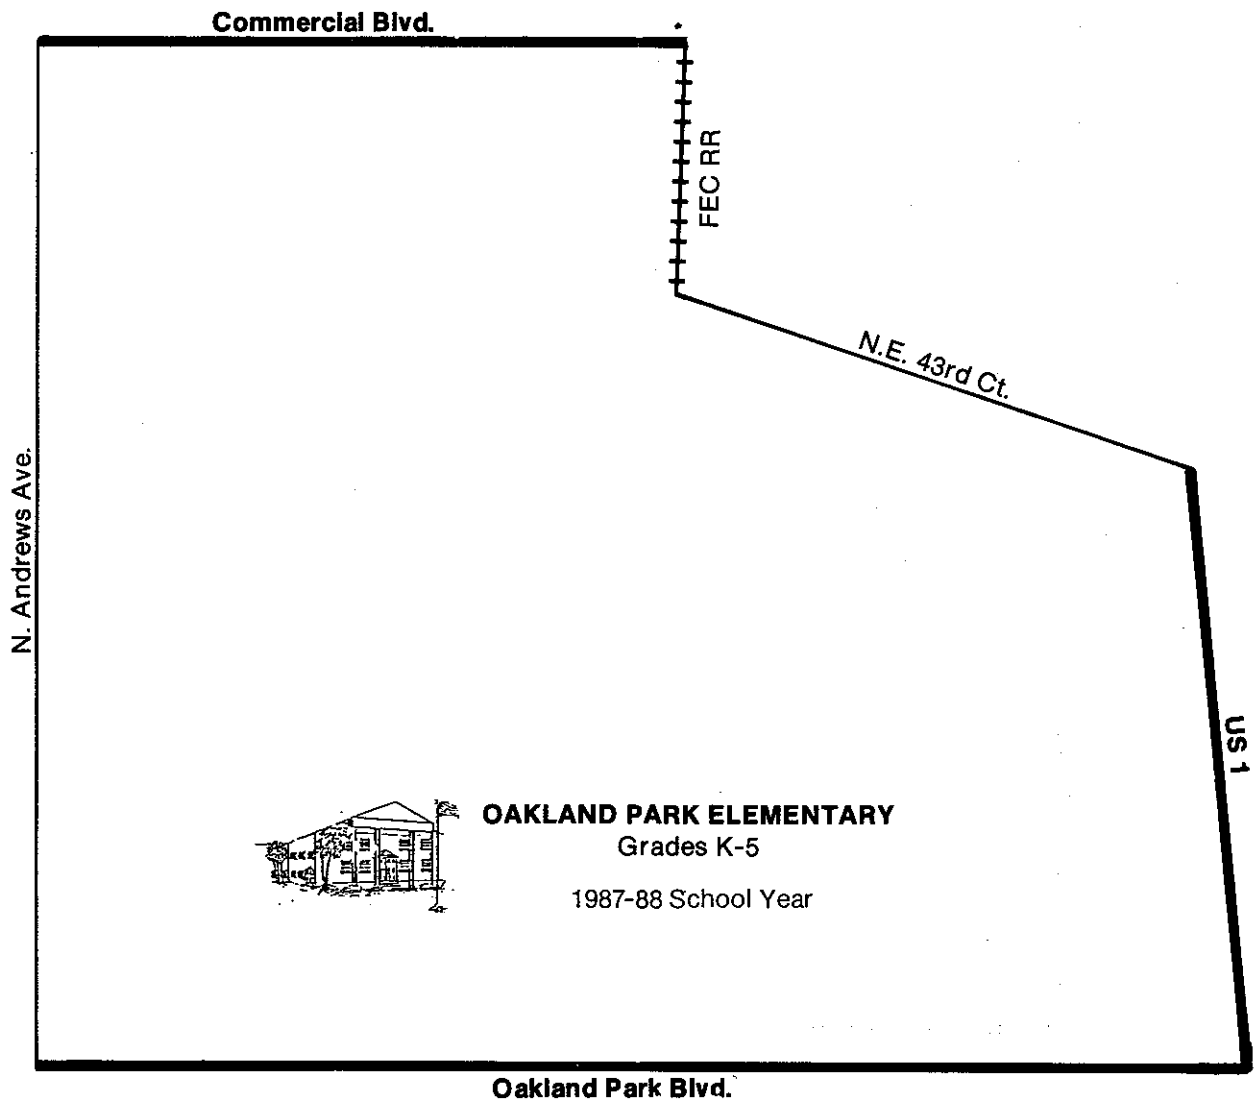 Commercial Blvd.
FEC RR
N.E. 43rd Ct.
N. Andrews Ave.
US 1
OAKLAND PARK ELEMENTARY
Grades K-5
1987-88 School Year
Oakland Park Blvd.